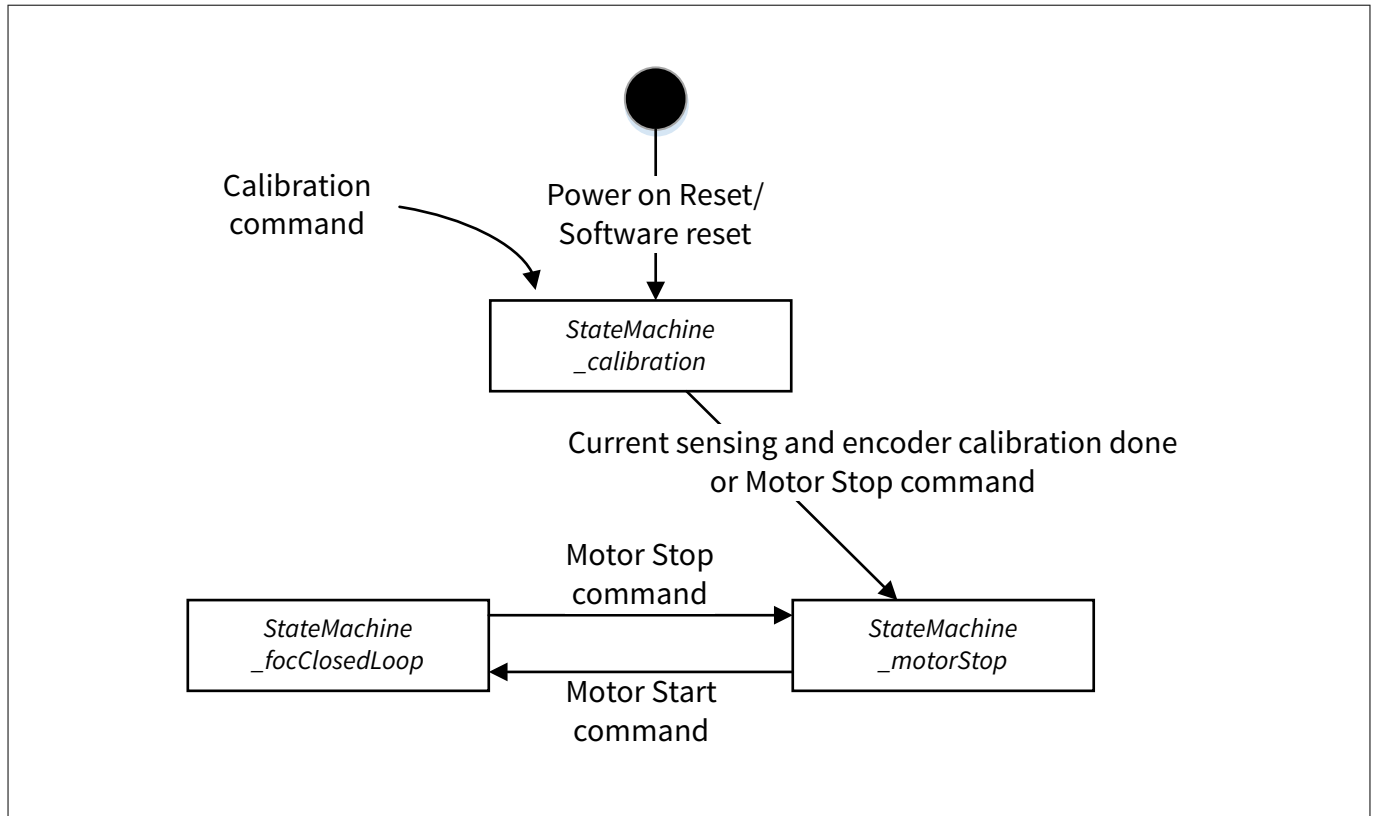 Calibration
command
Power on Reset/
Software reset
StateMachine
_calibration
Current sensing and encoder calibration done
or Motor Stop command
Motor Stop
command
StateMachine
_focClosedLoop
StateMachine
_motorStop
Motor Start
command